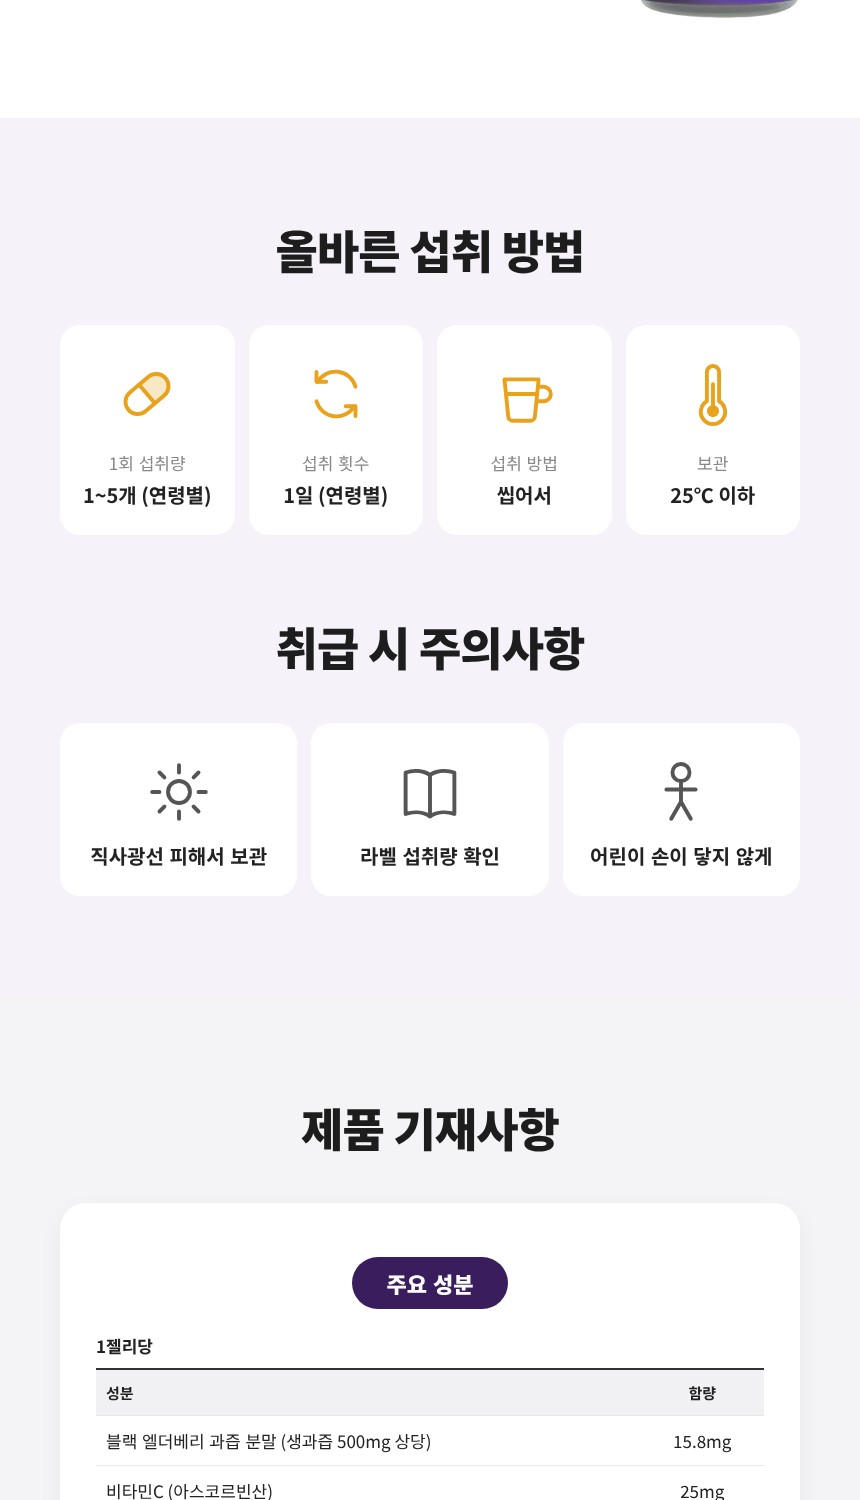 올바른 섭취 방법
1회 섭취량
1~5개 (연령별)
섭취 횟수
1일 (연령별)
섭취 방법
씹어서
보관
25℃ 이하
취급 시 주의사항
직사광선 피해서 보관
라벨 섭취량 확인
어린이 손이 닿지 않게
제품 기재사항
주요 성분
1젤리당
성분 함량
블랙 엘더베리 과즙 분말 (생과즙 500mg 상당) 15.8mg
비타민C (아스코르빈산) 25mg